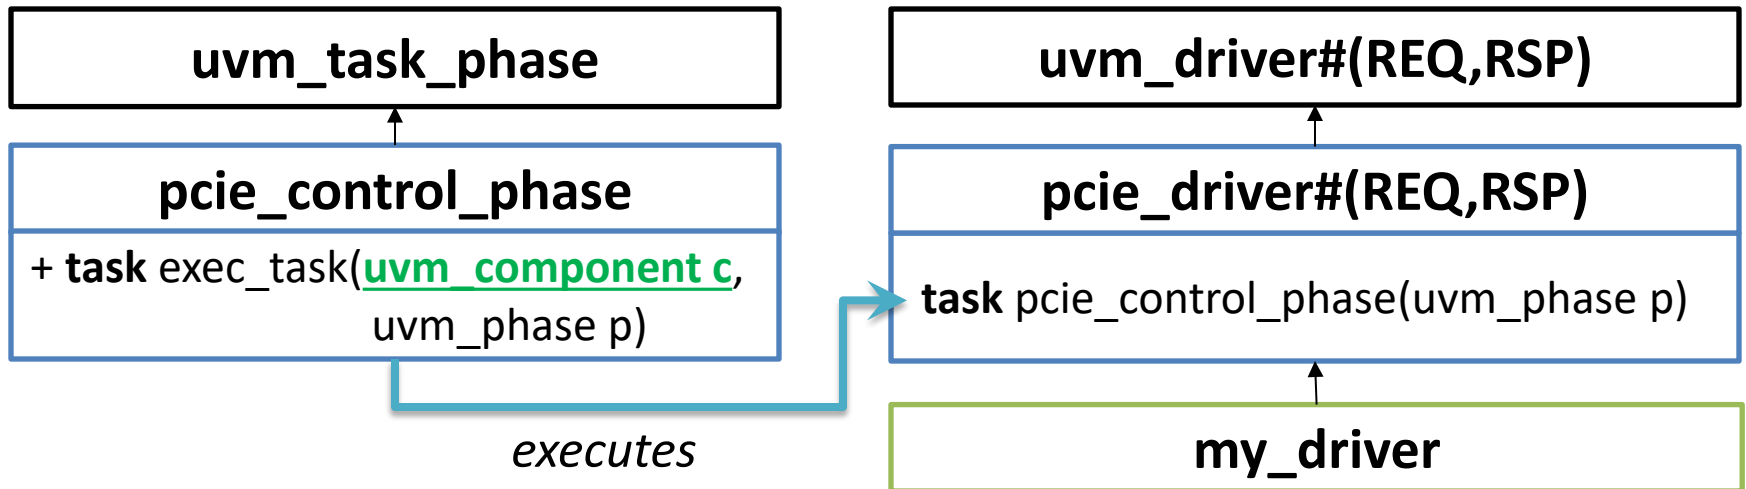 uvm_task_phase
pcie_control_phase
+ task exec_task(uvm_component c,
uvm_phase p)
executes
uvm_driver#(REQ,RSP)
pcie_driver#(REQ,RSP)
task pcie_control_phase(uvm_phase p)
my_driver